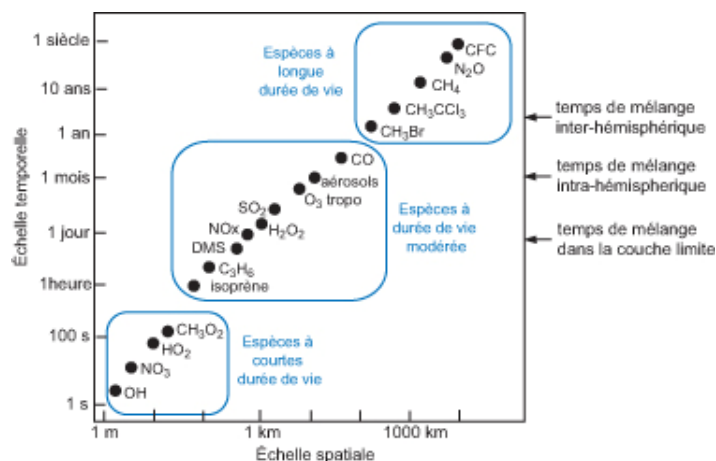 1 siècle
10 ans
1 an
1 mois
1 jour
1heure
100 s
1 s
Échelle temporelle
Espèces à
longue
durée de vie
CFC
N₂O
CH₄
CH₃CCl₃
CH₃Br
CO
aérosols
O₃ tropo
SO₂
H₂O₂
NOx
DMS
C₃H₆
isoprène
Espèces à
durée de vie
modérée
CH₃O₂
HO₂
NO₃
OH
Espèces à
courtes
durée de vie
temps de mélange
inter-hémisphérique
temps de mélange
intra-hémispherique
temps de mélange
dans la couche limite
1 m
1 km
1000 km
Échelle spatiale